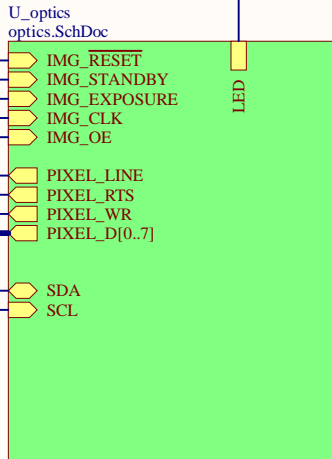 U_optics
optics.SchDoc
IMG_RESET
IMG_STANDBY
IMG_EXPOSURE
IMG_CLK
IMG_OE
LED
PIXEL_LINE
PIXEL_RTS
PIXEL_WR
PIXEL_D[0..7]
SDA
SCL